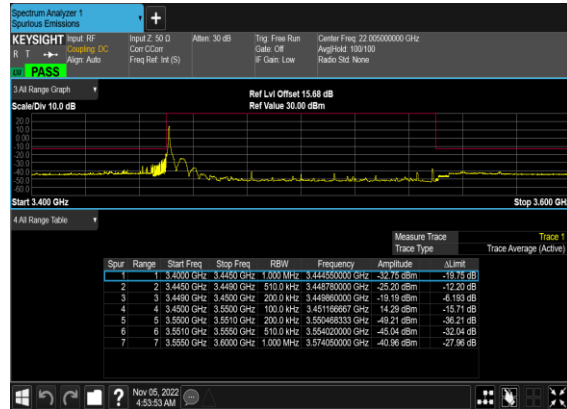 Spectrum Analyzer 1
Spurious Emissions
+
KEYSIGHT Input: RF Input Z: 50 Ω Atten: 30 dB Trig: Free Run Center Freq: 22.005000000 GHz
R T Coupling: DC Corr CCorr Gate: Off Avg|Hold: 100/100
Align: Auto Freq Ref: Int (S) IF Gain: Low Radio Std: None
LW PASS
3 All Range Graph Ref Lvl Offset 15.68 dB
Scale/Div 10.0 dB Ref Value 30.00 dBm
20.0
10.0
0.00
-10.0
-20.0
-30.0
-40.0
-50.0
-60.0
Start 3.400 GHz Stop 3.600 GHz
4 All Range Table
Measure Trace Trace 1
Trace Type Trace Average (Active)
Spur Range Start Freq Stop Freq RBW Frequency Amplitude ΔLimit
1 1 3.4000 GHz 3.4450 GHz 1.000 MHz 3.444550000 GHz -32.75 dBm -19.75 dB
2 2 3.4450 GHz 3.4490 GHz 510.0 kHz 3.448780000 GHz -25.20 dBm -12.20 dB
3 3 3.4490 GHz 3.4500 GHz 200.0 kHz 3.449860000 GHz -19.19 dBm -6.193 dB
4 4 3.4500 GHz 3.5500 GHz 100.0 kHz 3.451166667 GHz 14.29 dBm -15.71 dB
5 5 3.5500 GHz 3.5510 GHz 200.0 kHz 3.550468333 GHz -49.21 dBm -36.21 dB
6 6 3.5510 GHz 3.5550 GHz 510.0 kHz 3.554020000 GHz -45.04 dBm -32.04 dB
7 7 3.5550 GHz 3.6000 GHz 1.000 MHz 3.574050000 GHz -40.96 dBm -27.96 dB
? Nov 05, 2022
4:53:53 AM